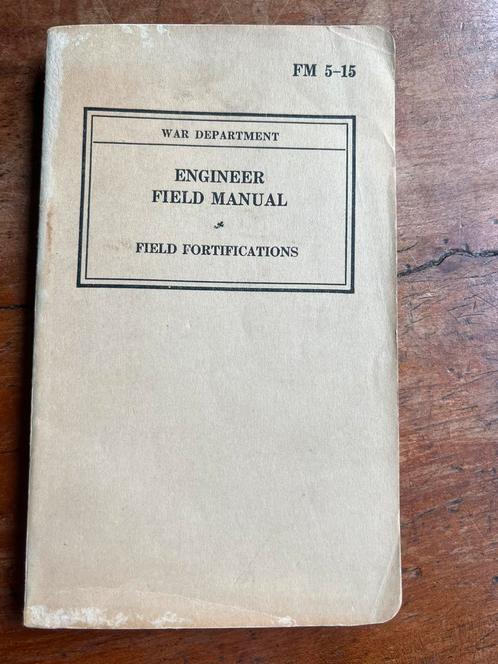 FM 5-15
WAR DEPARTMENT
ENGINEER
FIELD MANUAL
FIELD FORTIFICATIONS